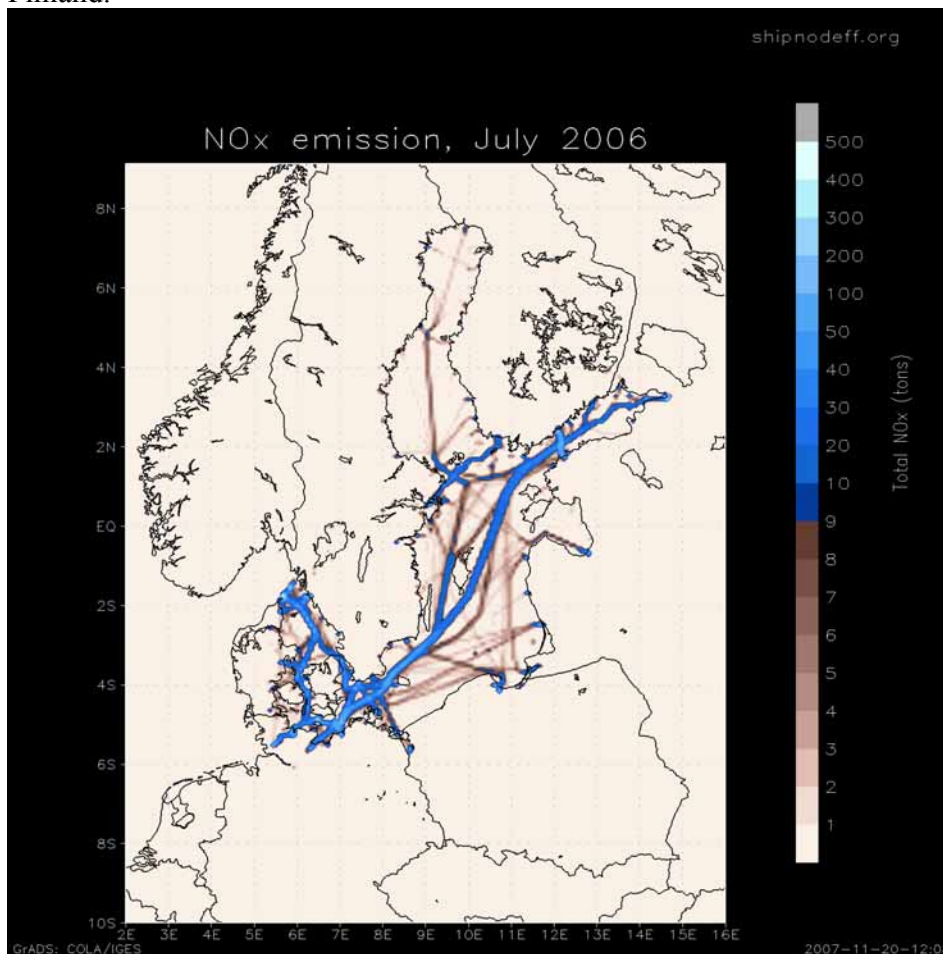 shipnodeff.org
NOx emission, July 2006
500
400
300
200
100
50
40
30
20
10
9
8
7
6
5
4
3
2
1
Total NOx (tons)
8N
6N
4N
2N
EQ
2S
4S
6S
8S
10S
2E 3E 4E 5E 6E 7E 8E 9E 10E 11E 12E 13E 14E 15E 16E
GrADS: COLA/IGES
2007-11-20-12:0